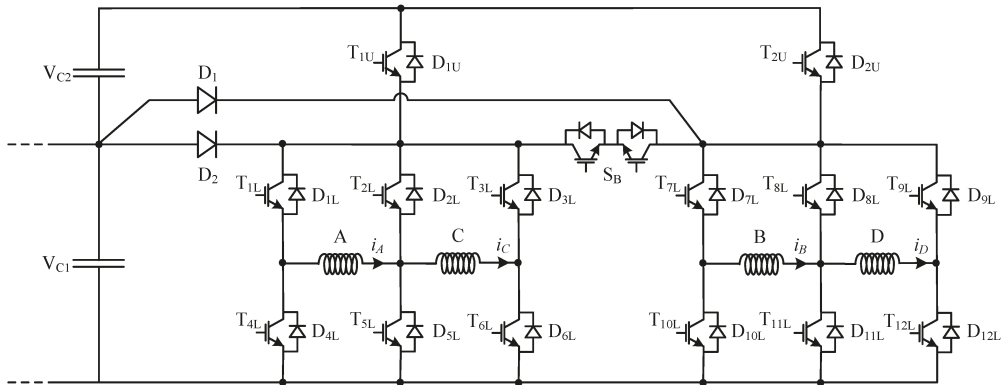 T1U D1U T2U D2U
VC2 D1
D2 SB
T1L D1L T2L D2L T3L D3L T7L D7L T8L D8L T9L D9L
A iA C iC B iB D iD
VC1
T4L D4L T5L D5L T6L D6L T10L D10L T11L D11L T12L D12L